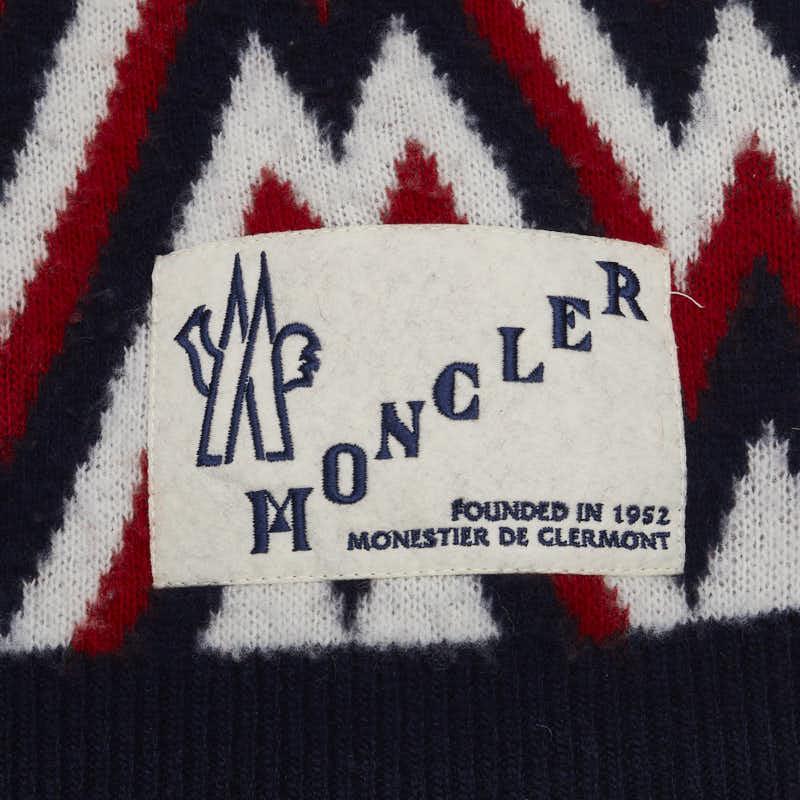 MONCLER
FOUNDED IN 1952
MONESTIER DE CLERMONT